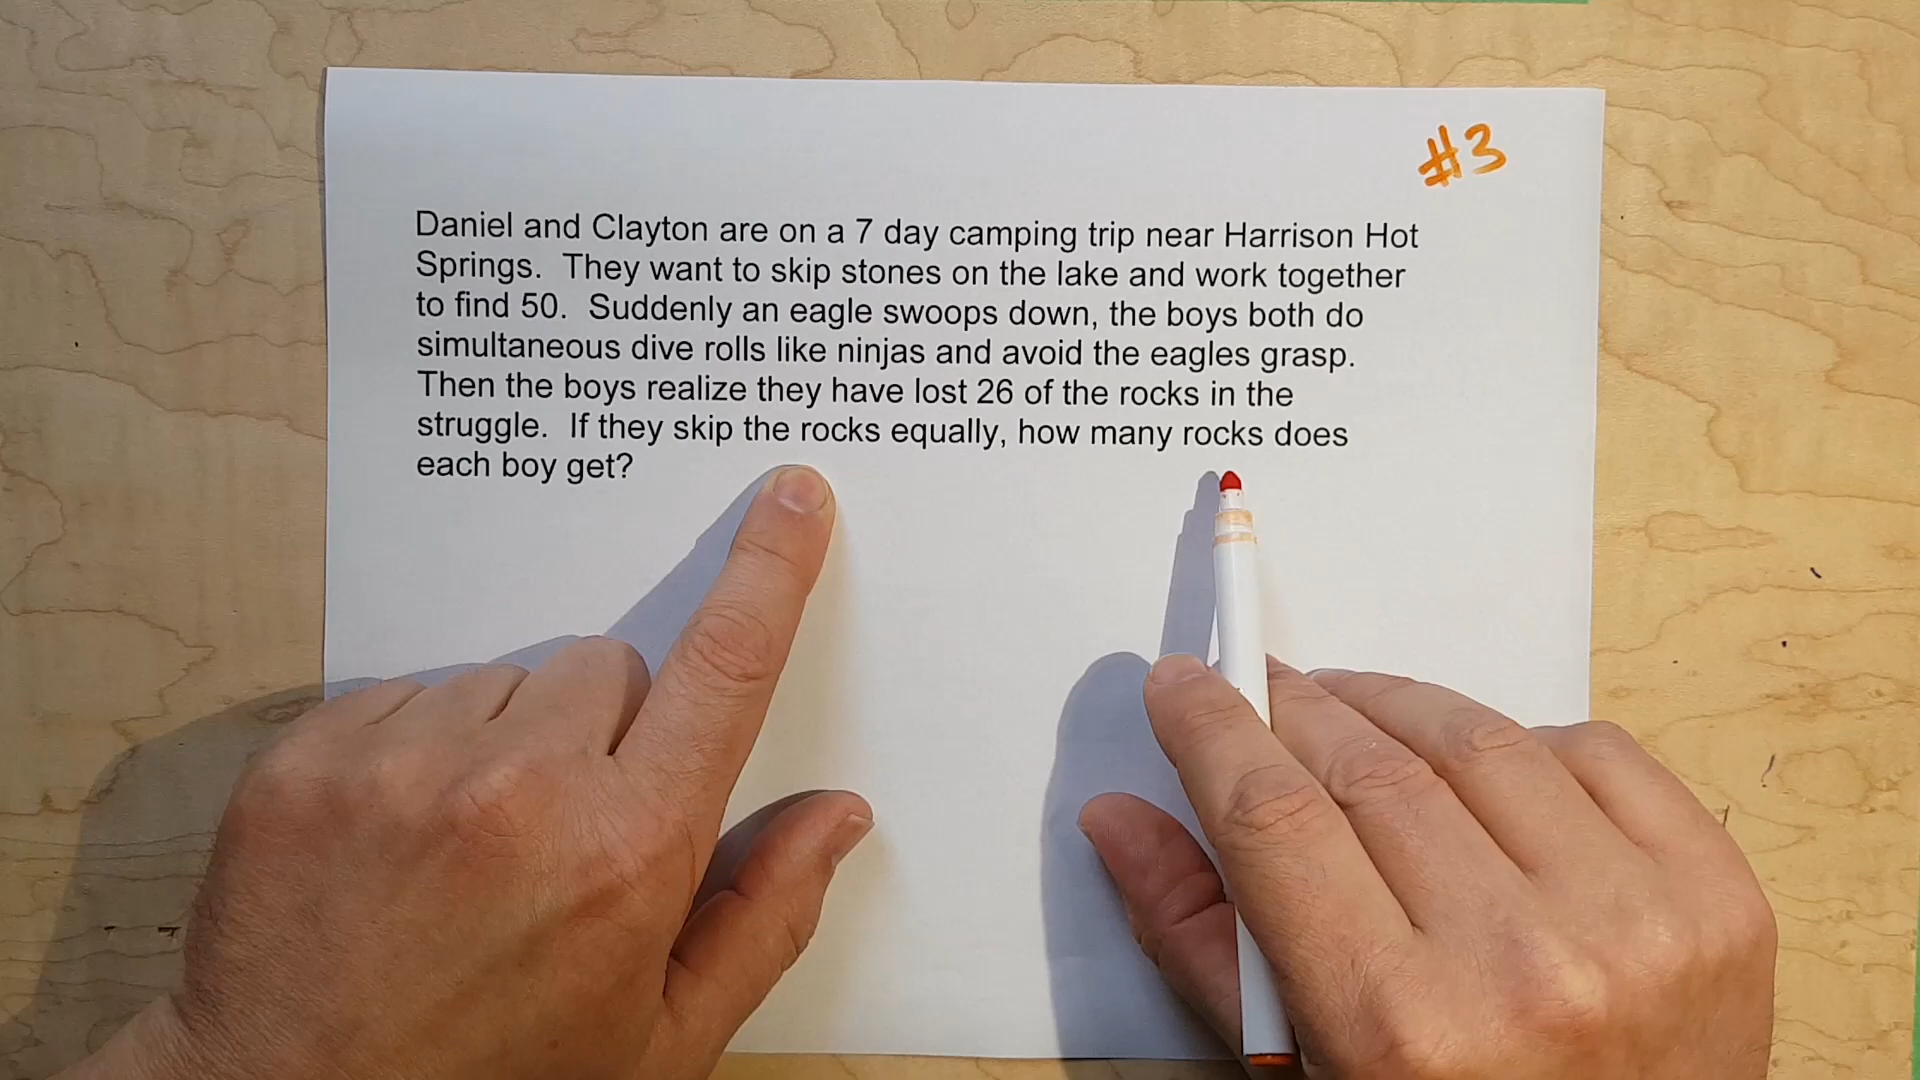 #3
Daniel and Clayton are on a 7 day camping trip near Harrison Hot
Springs.  They want to skip stones on the lake and work together
to find 50.  Suddenly an eagle swoops down, the boys both do
simultaneous dive rolls like ninjas and avoid the eagles grasp.
Then the boys realize they have lost 26 of the rocks in the
struggle.  If they skip the rocks equally, how many rocks does
each boy get?